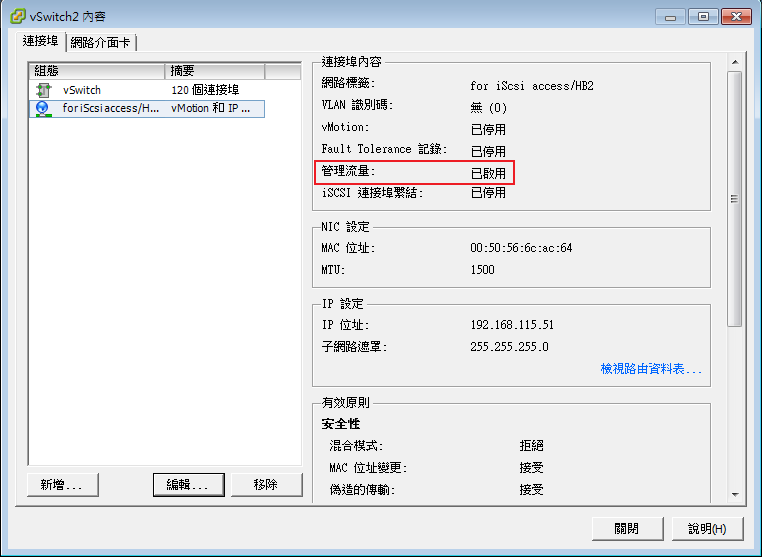 vSwitch2 內容
連接埠 網路介面卡
組態 摘要
vSwitch 120 個連接埠
for iScsi access/H... vMotion 和 IP ...
新增... 編輯... 移除
連接埠內容
網路標籤: for iScsi access/HB2
VLAN 識別碼: 無 (0)
vMotion: 已停用
Fault Tolerance 記錄: 已停用
管理流量: 已啟用
iSCSI 連接埠繫結: 已停用
NIC 設定
MAC 位址: 00:50:56:6c:ac:64
MTU: 1500
IP 設定
IP 位址: 192.168.115.51
子網路遮罩: 255.255.255.0
檢視路由資料表...
有效原則
安全性
混合模式: 拒絕
MAC 位址變更: 接受
偽造的傳輸: 接受
關閉 說明(H)